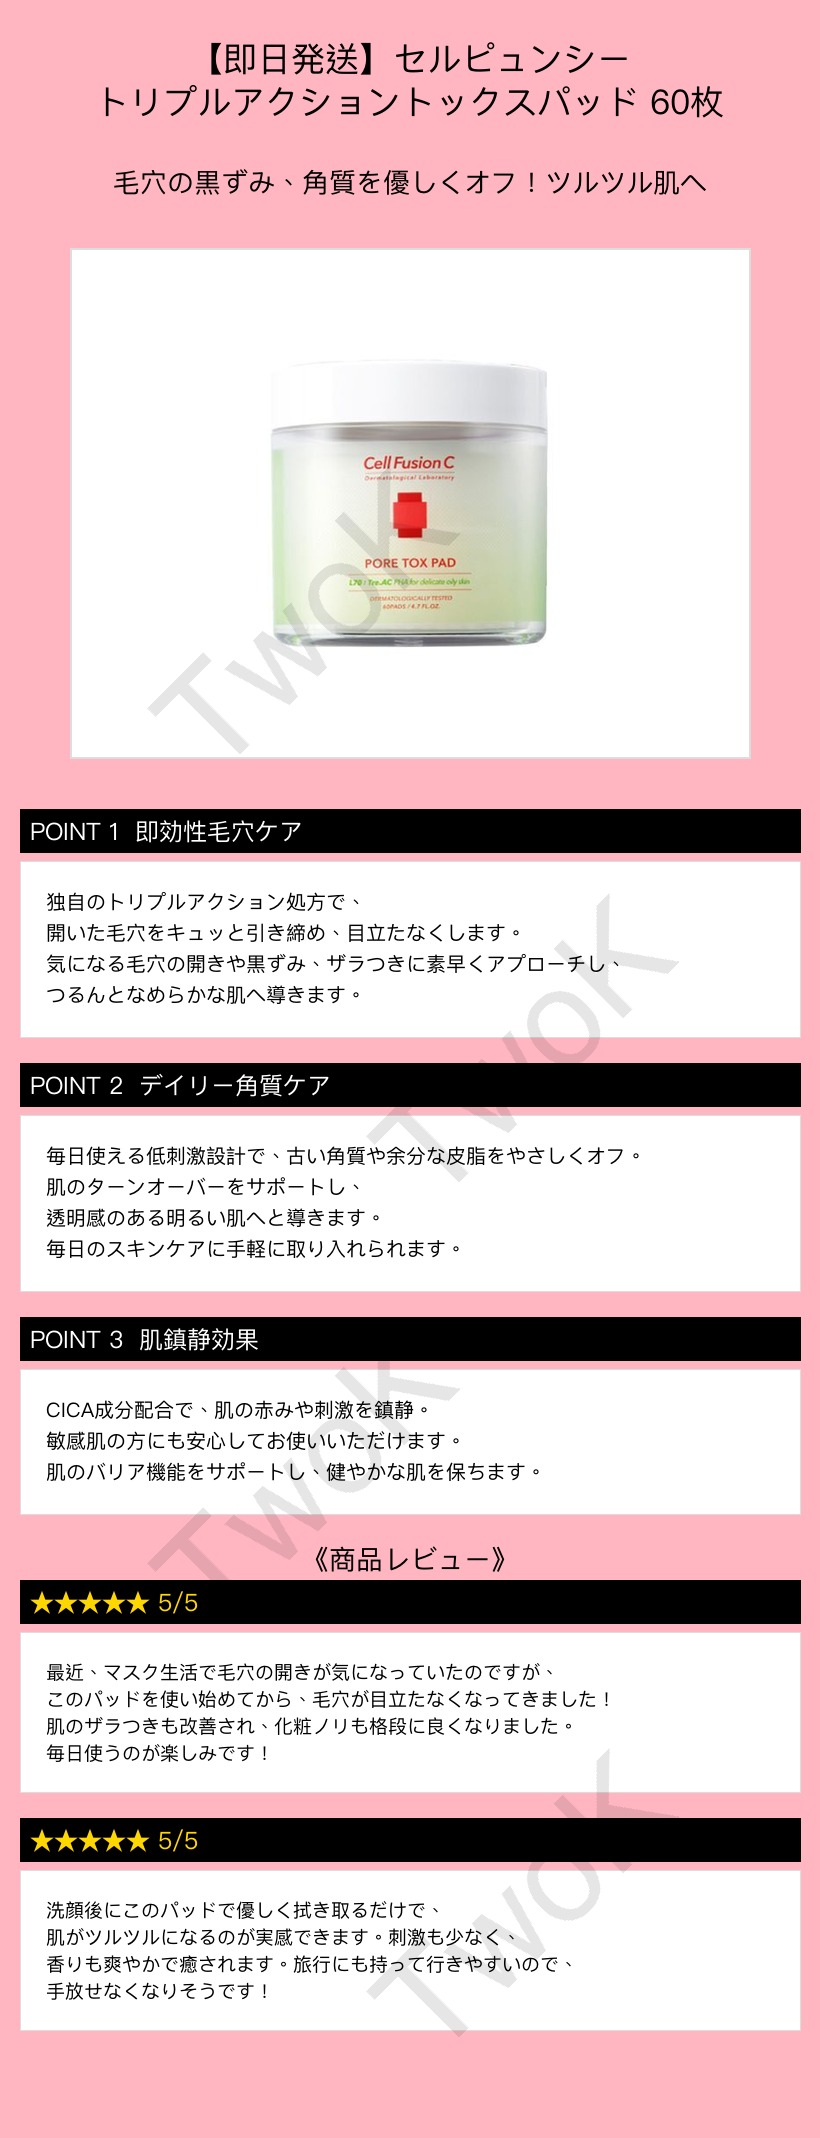 【即日発送】セルピュンシー
トリプルアクショントックスパッド 60枚
毛穴の黒ずみ、角質を優しくオフ！ツルツル肌へ
Cell Fusion C
Dermatological Laboratory
PORE TOX PAD
L70 | Tre.AC PHA for delicate oily skin
DERMATOLOGICALLY TESTED
60PADS / 4.7 FL.OZ.
TwoK
POINT 1 即効性毛穴ケア
独自のトリプルアクション処方で、
開いた毛穴をキュッと引き締め、目立たなくします。
気になる毛穴の開きや黒ずみ、ザラつきに素早くアプローチし、
つるんとなめらかな肌へ導きます。
TwoK
POINT 2 デイリー角質ケア
毎日使える低刺激設計で、古い角質や余分な皮脂をやさしくオフ。
肌のターンオーバーをサポートし、
透明感のある明るい肌へと導きます。
毎日のスキンケアに手軽に取り入れられます。
POINT 3 肌鎮静効果
CICA成分配合で、肌の赤みや刺激を鎮静。
敏感肌の方にも安心してお使いいただけます。
肌のバリア機能をサポートし、健やかな肌を保ちます。
TwoK
《商品レビュー》
★★★★★ 5/5
最近、マスク生活で毛穴の開きが気になっていたのですが、
このパッドを使い始めてから、毛穴が目立たなくなってきました！
肌のザラつきも改善され、化粧ノリも格段に良くなりました。
毎日使うのが楽しみです！
★★★★★ 5/5
洗顔後にこのパッドで優しく拭き取るだけで、
肌がツルツルになるのが実感できます。刺激も少なく、
香りも爽やかで癒されます。旅行にも持って行きやすいので、
手放せなくなりそうです！
TwoK